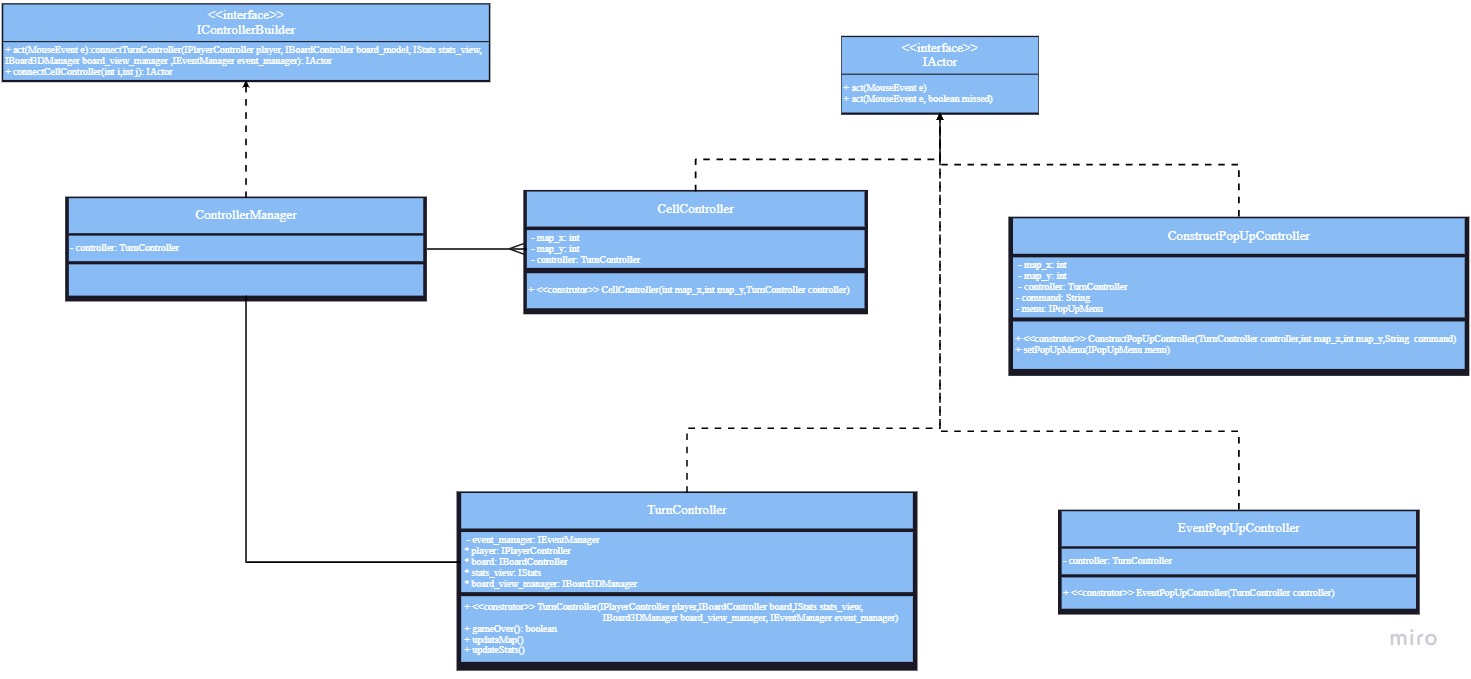 <<interface>>
IControllerBuilder
+ act(MouseEvent e):connectTurnController(IPlayerController player, IBoardController board_model, IStats stats_view,
IBoard3DManager board_view_manager ,IEventManager event_manager): IActor
+ connectCellController(int i,int j): IActor
<<interface>>
IActor
+ act(MouseEvent e)
+ act(MouseEvent e, boolean missed)
ControllerManager
- controller: TurnController
CellController
- map_x: int
- map_y: int
- controller: TurnController
+ <<construtor>> CellController(int map_x,int map_y,TurnController controller)
ConstructPopUpController
- map_x: int
- map_y: int
- controller: TurnController
- command: String
- menu: IPopUpMenu
+ <<construtor>> ConstructPopUpController(TurnController controller,int map_x,int map_y,String command)
+ setPopUpMenu(IPopUpMenu menu)
TurnController
- event_manager: IEventManager
* player: IPlayerController
* board: IBoardController
* stats_view: IStats
* board_view_manager: IBoard3DManager
+ <<construtor>> TurnController(IPlayerController player,IBoardController board,IStats stats_view,
IBoard3DManager board_view_manager, IEventManager event_manager)
+ gameOver(): boolean
+ updataMap()
+ updateStats()
EventPopUpController
- controller: TurnController
+ <<construtor>> EventPopUpController(TurnController controller)
miro